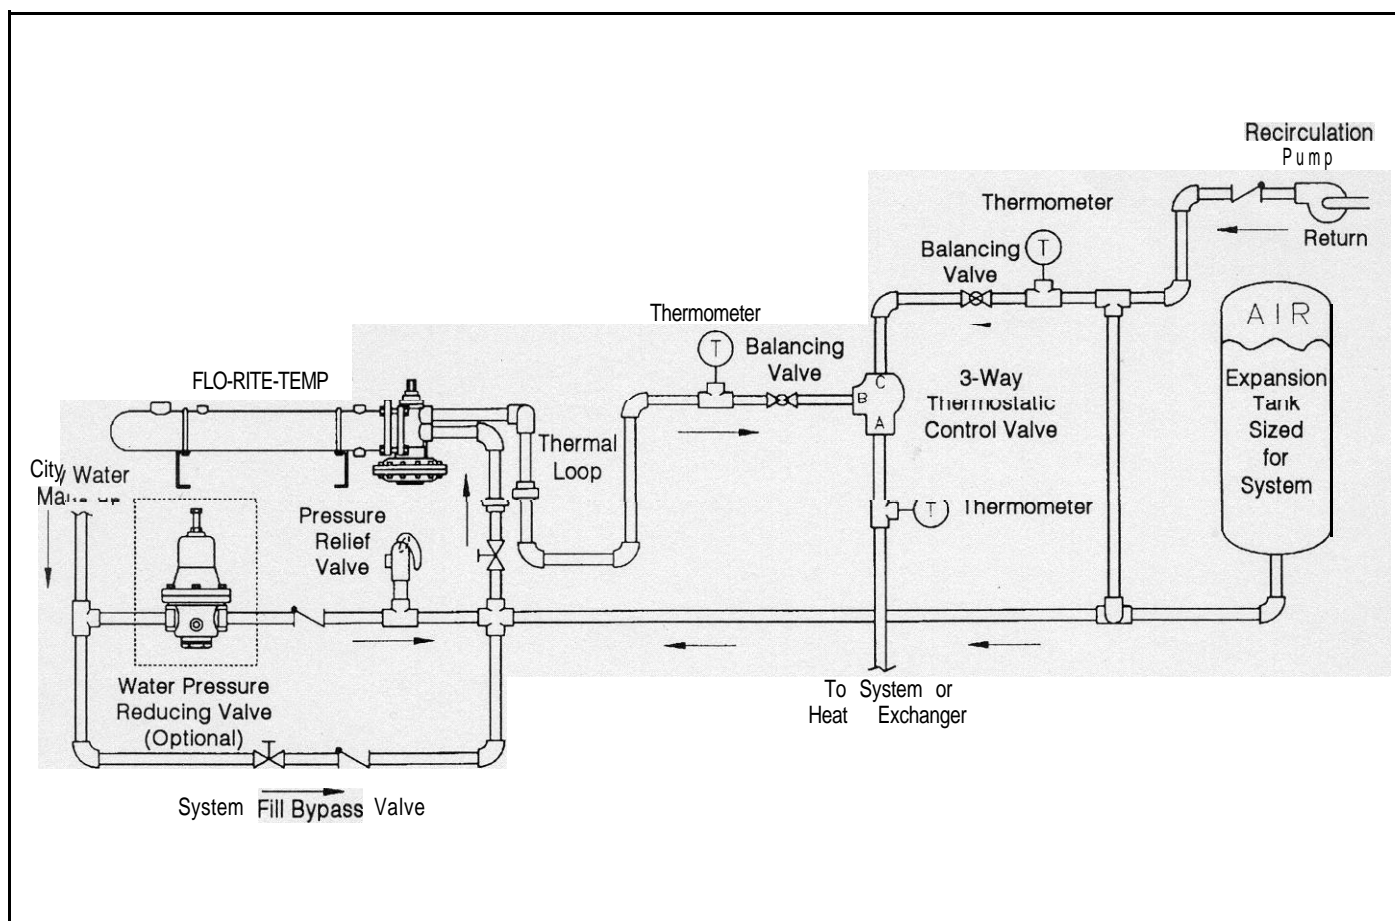 Recirculation
Pump
Thermometer
Return
Balancing
Valve
T
AIR
Thermometer
T
Balancing
Valve
FLO-RITE-TEMP
C
B
A
3-Way
Thermostatic
Control Valve
Expansion
Tank
Sized
for
System
Thermal
Loop
City Water
T
Thermometer
Pressure
Relief
Valve
Water Pressure
Reducing Valve
(Optional)
To System or
Heat Exchanger
System Fill Bypass Valve